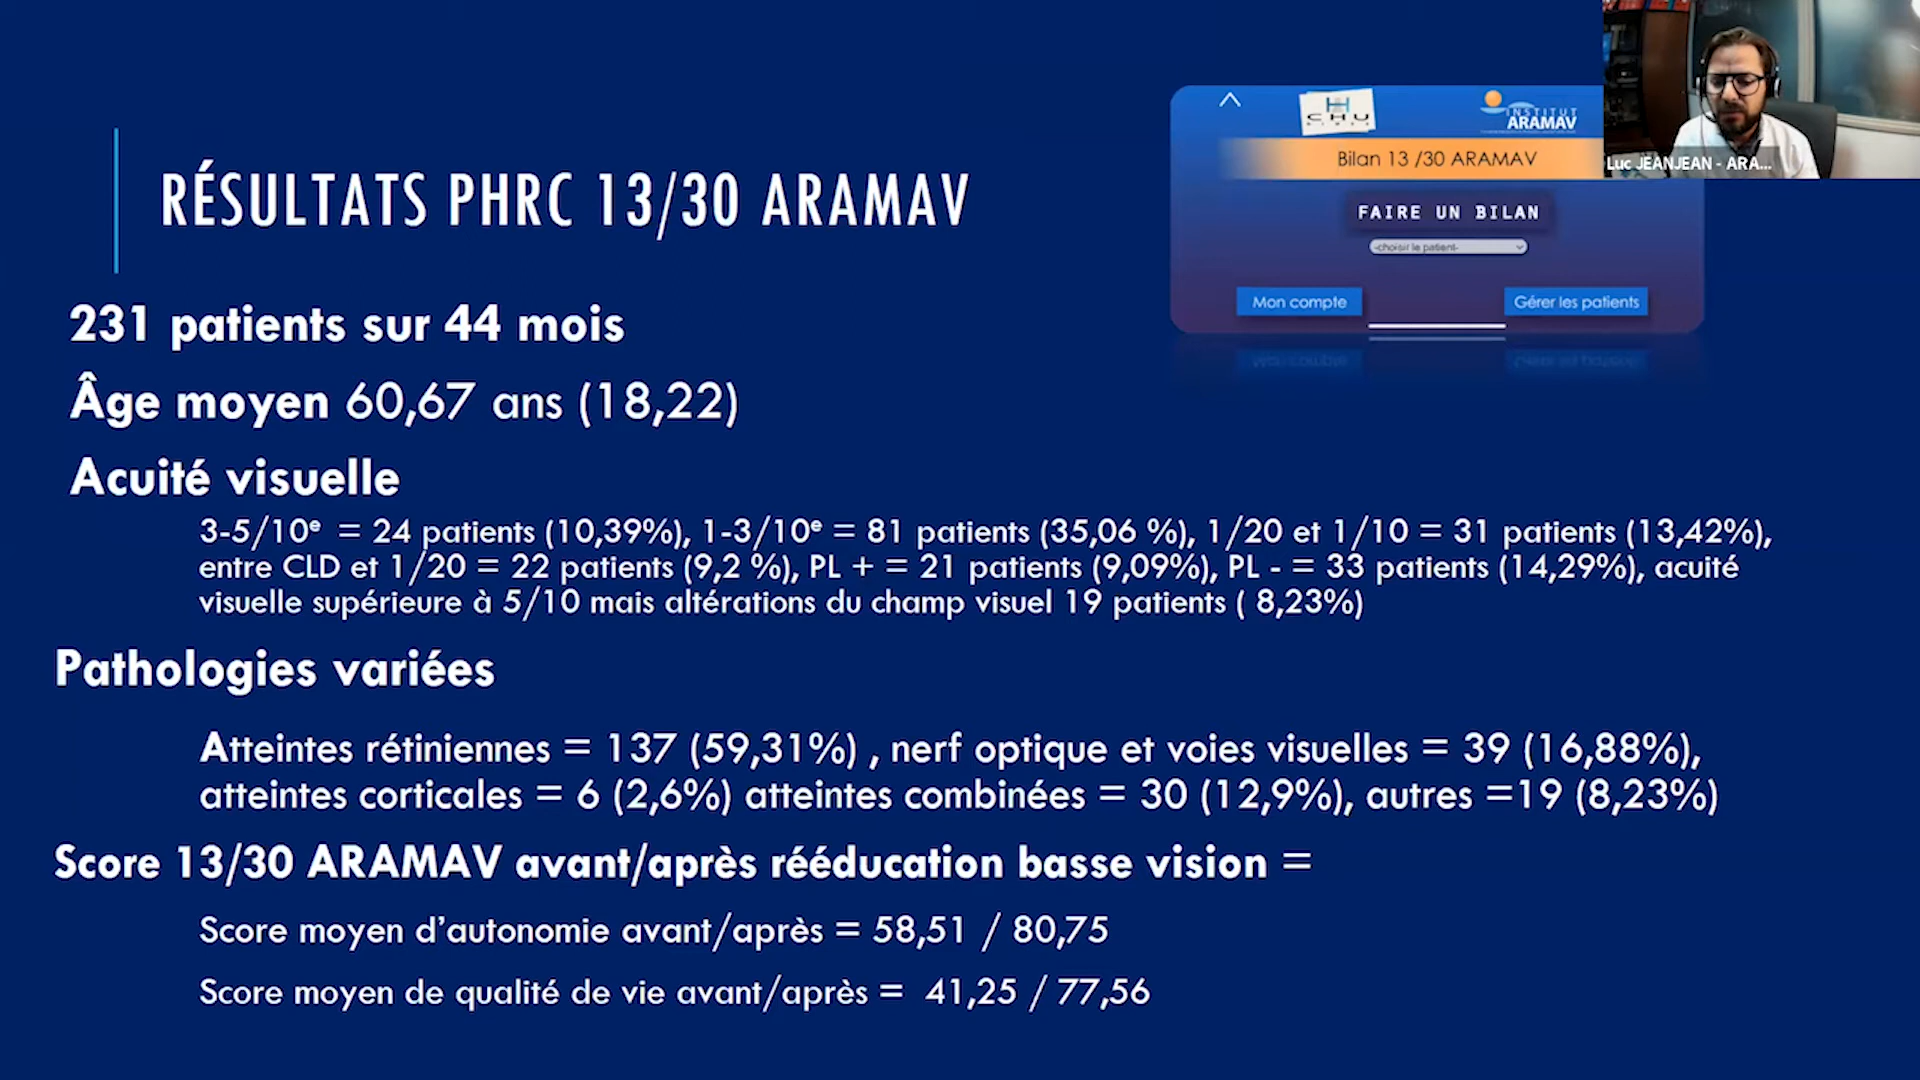 RÉSULTATS PHRC 13/30 ARAMAV
H
CHU
INSTITUT
ARAMAV
Bilan 13 /30 ARAMAV
FAIRE UN BILAN
-choisir le patient-
Mon compte
Gérer les patients
Luc JEANJEAN - ARA...
231 patients sur 44 mois
Âge moyen 60,67 ans (18,22)
Acuité visuelle
3-5/10ᵉ = 24 patients (10,39%), 1-3/10ᵉ = 81 patients (35,06 %), 1/20 et 1/10 = 31 patients (13,42%),
entre CLD et 1/20 = 22 patients (9,2 %), PL + = 21 patients (9,09%), PL - = 33 patients (14,29%), acuité
visuelle supérieure à 5/10 mais altérations du champ visuel 19 patients ( 8,23%)
Pathologies variées
Atteintes rétiniennes = 137 (59,31%) , nerf optique et voies visuelles = 39 (16,88%),
atteintes corticales = 6 (2,6%) atteintes combinées = 30 (12,9%), autres =19 (8,23%)
Score 13/30 ARAMAV avant/après rééducation basse vision =
Score moyen d’autonomie avant/après = 58,51 / 80,75
Score moyen de qualité de vie avant/après = 41,25 / 77,56